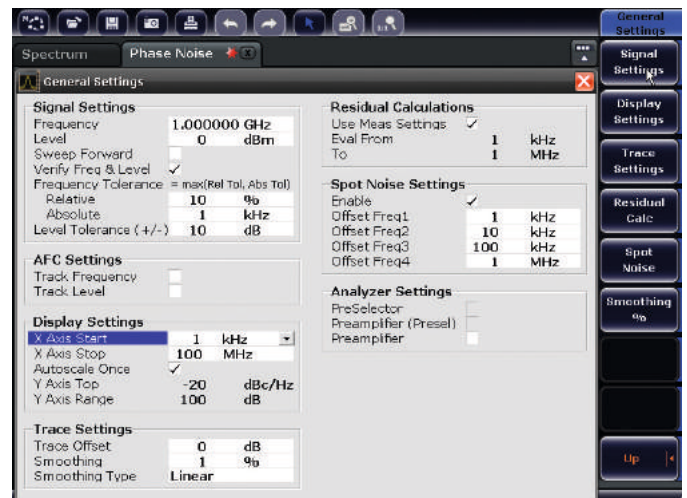 General Settings
Spectrum
Phase Noise
General Settings
Signal Settings
Frequency 1.000000 GHz
Level 0 dBm
Sweep Forward
Verify Freq & Level
Frequency Tolerance = max(Rel Tol, Abs Tol)
Relative 10 %
Absolute 1 kHz
Level Tolerance (+/-) 10 dB
AFC Settings
Track Frequency
Track Level
Display Settings
X Axis Start 1 kHz
X Axis Stop 100 MHz
Autoscale Once
Y Axis Top -20 dBc/Hz
Y Axis Range 100 dB
Trace Settings
Trace Offset 0 dB
Smoothing 1 %
Smoothing Type Linear
Residual Calculations
Use Meas Settings
Eval From 1 kHz
To 1 MHz
Spot Noise Settings
Enable
Offset Freq1 1 kHz
Offset Freq2 10 kHz
Offset Freq3 100 kHz
Offset Freq4 1 MHz
Analyzer Settings
PreSelector
Preamplifier (Presel)
Preamplifier
Signal
Settings
Display
Settings
Trace
Settings
Residual
Calc
Spot
Noise
Smoothing
%
Up